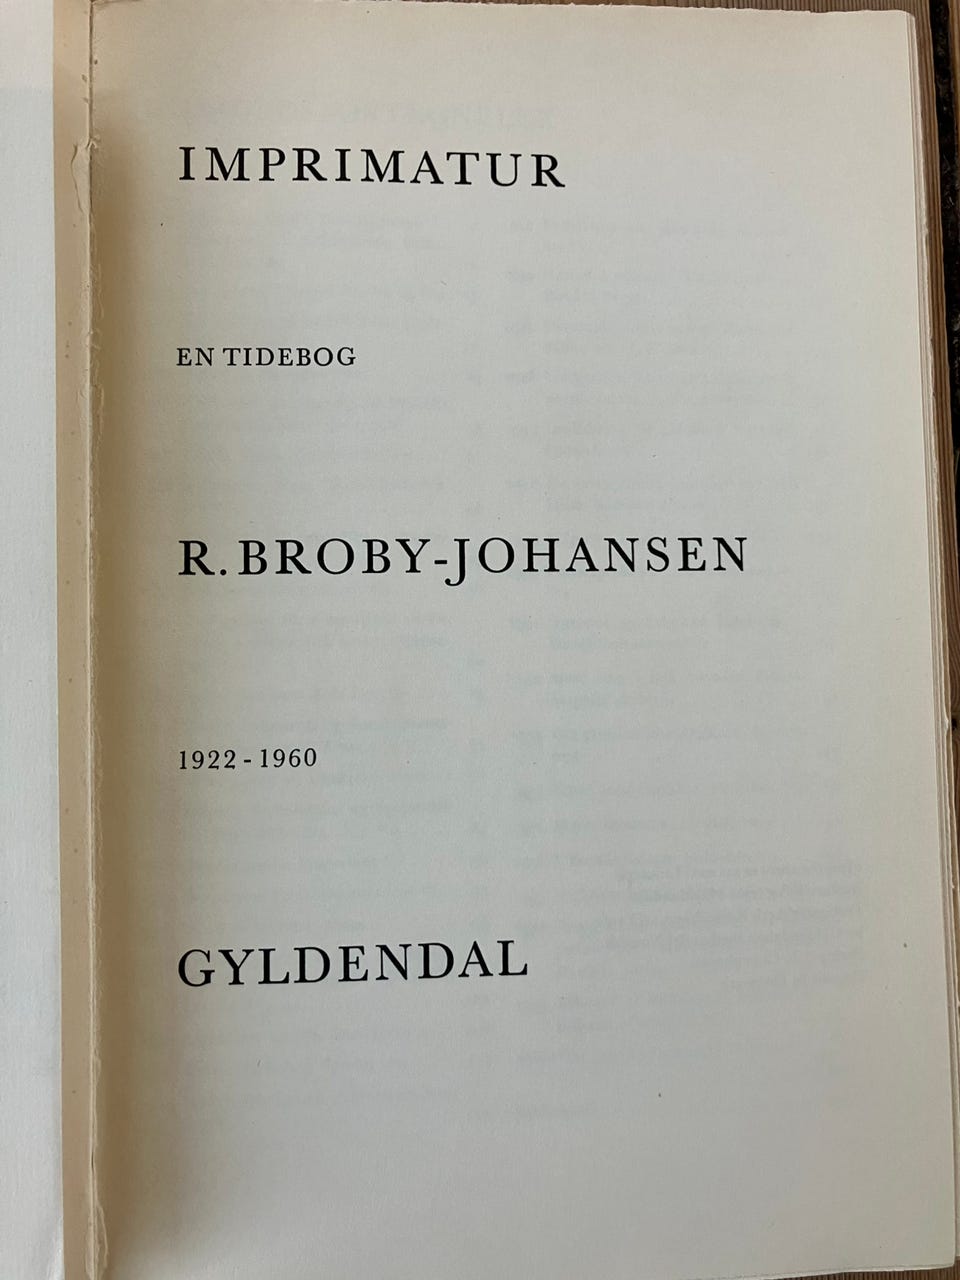 IMPRIMATUR
EN TIDEBOG
R. BROBY-JOHANSEN
1922-1960
GYLDENDAL